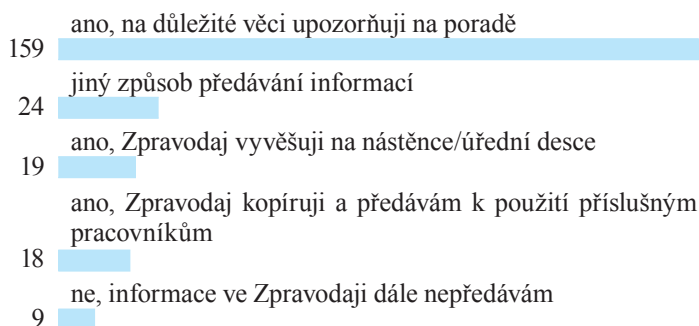 ano, na důležité věci upozorňuji na poradě
159
jiný způsob předávání informací
24
ano, Zpravodaj vyvěšuji na nástěnce/úřední desce
19
ano, Zpravodaj kopíruji a předávám k použití příslušným
pracovníkům
18
ne, informace ve Zpravodaji dále nepředávám
9